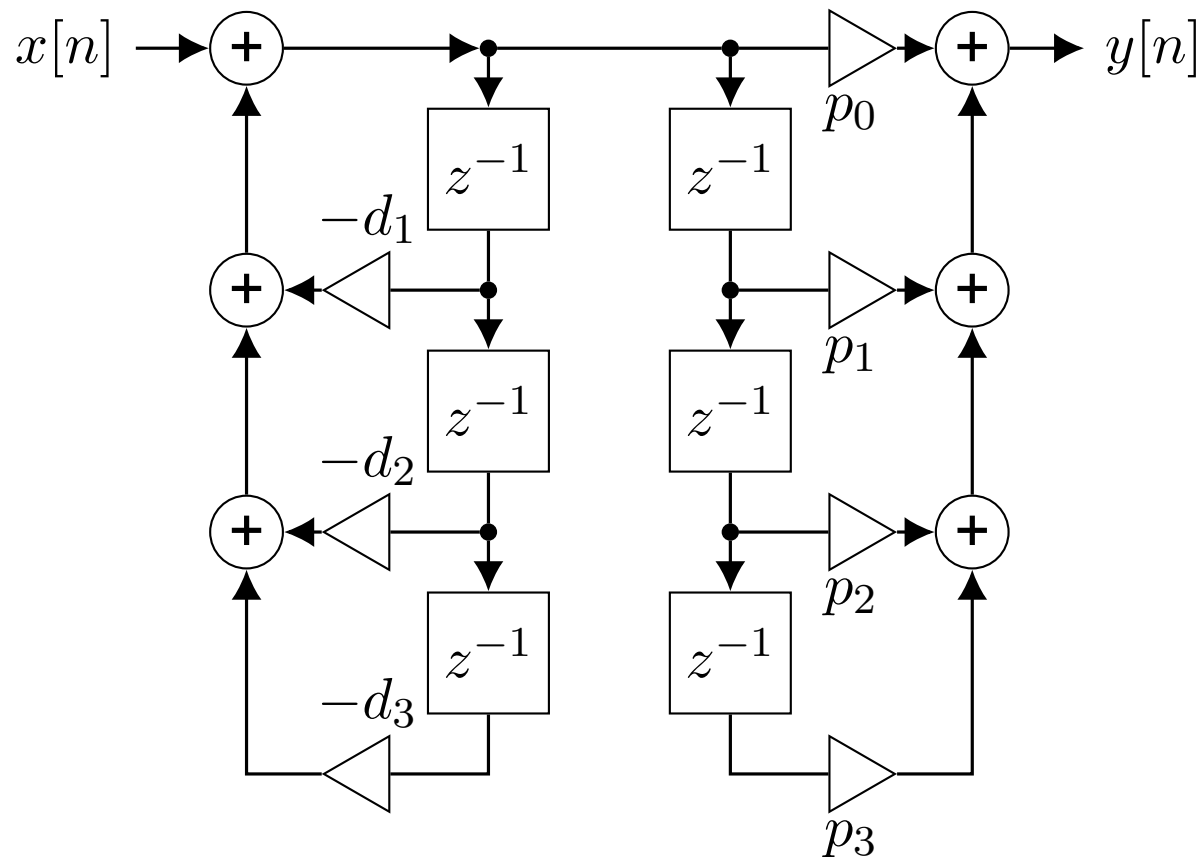 x[n] + + y[n]
p₀
z⁻¹ z⁻¹
−d₁
+ +
p₁
z⁻¹ z⁻¹
−d₂
+ +
p₂
z⁻¹ z⁻¹
−d₃
p₃